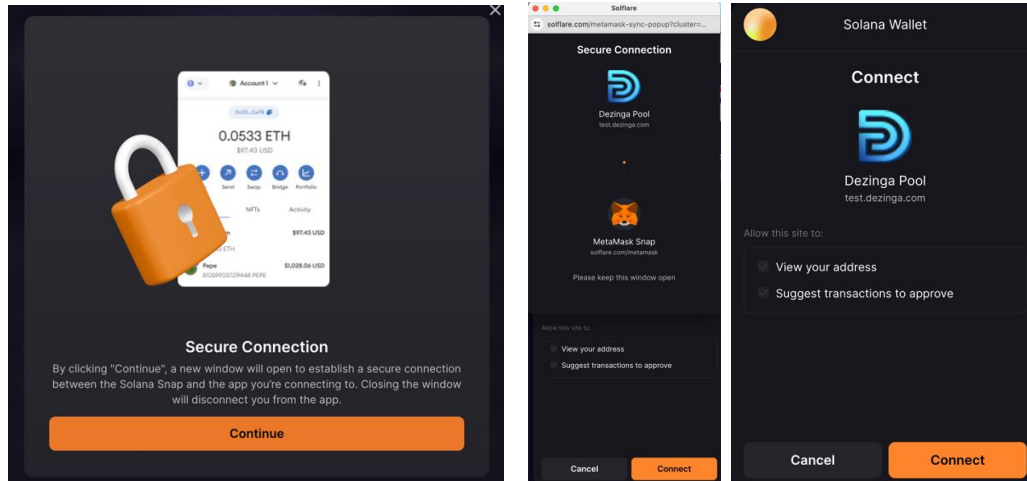 Account 1
0.0533 ETH
$97.43 USD
Send Swap Bridge Portfolio
NFTs Activity
$97.43 USD
ETH
Pepe $1,028.06 USD
PEPE
Secure Connection
By clicking "Continue", a new window will open to establish a secure connection
between the Solana Snap and the app you're connecting to. Closing the window
will disconnect you from the app.
Continue
Solflare
solflare.com/metamask-sync-popup?cluster=...
Secure Connection
Dezinga Pool
test.dezinga.com
MetaMask Snap
solflare.com/metamask
Please keep this window open
Allow this site to:
View your address
Suggest transactions to approve
Cancel Connect
Solana Wallet
Connect
Dezinga Pool
test.dezinga.com
Allow this site to:
View your address
Suggest transactions to approve
Cancel Connect